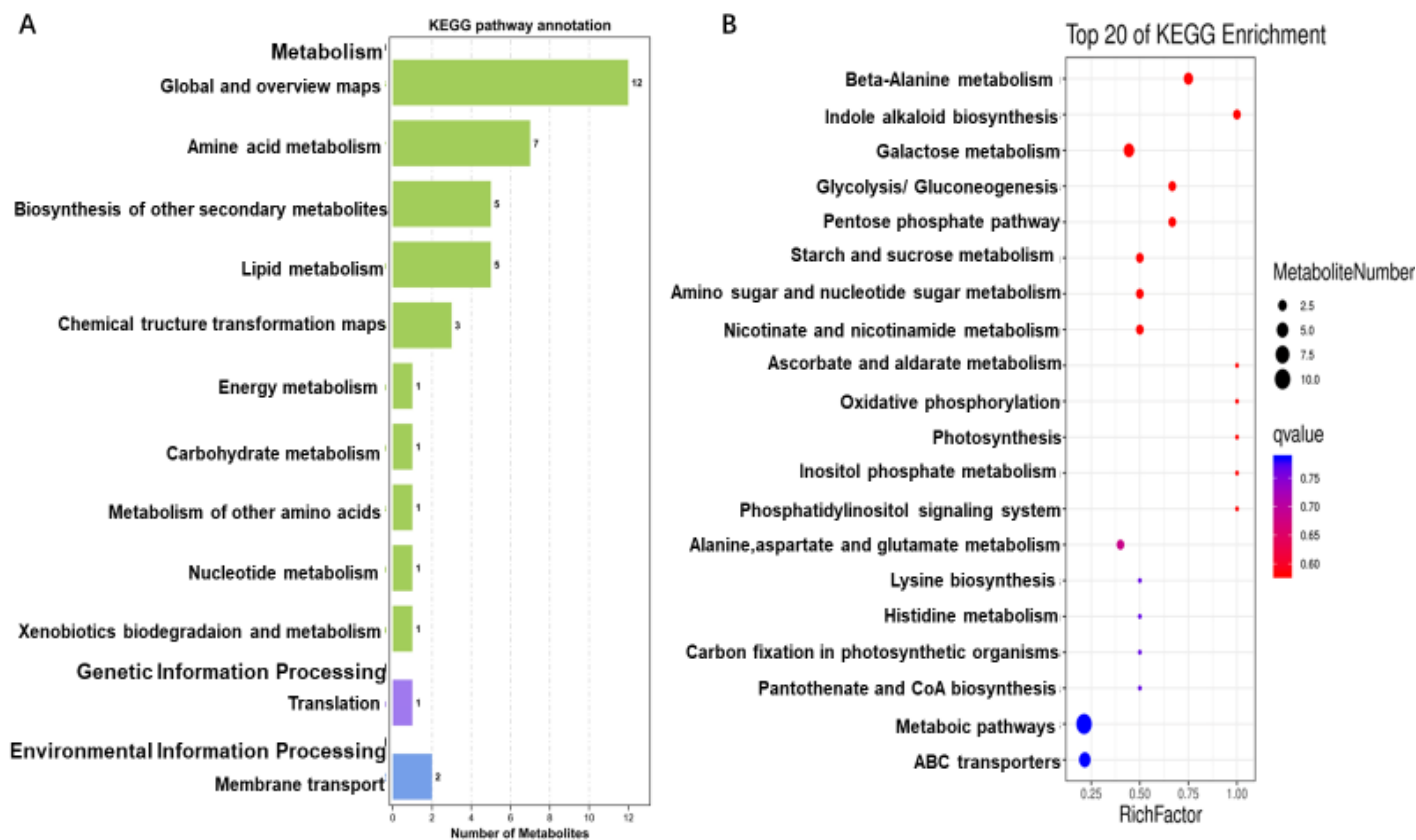 A
KEGG pathway annotation
Metabolism
Global and overview maps
12
Amine acid metabolism
7
Biosynthesis of other secondary metabolites
5
Lipid metabolism
5
Chemical tructure transformation maps
3
Energy metabolism
1
Carbohydrate metabolism
1
Metabolism of other amino acids
1
Nucleotide metabolism
1
Xenobiotics biodegradaion and metabolism
1
Genetic Information Processing
Translation
1
Environmental Information Processing
Membrane transport
2
0 2 4 6 8 10 12
Number of Metabolites
B
Top 20 of KEGG Enrichment
Beta-Alanine metabolism
Indole alkaloid biosynthesis
Galactose metabolism
Glycolysis/ Gluconeogenesis
Pentose phosphate pathway
Starch and sucrose metabolism
Amino sugar and nucleotide sugar metabolism
Nicotinate and nicotinamide metabolism
Ascorbate and aldarate metabolism
Oxidative phosphorylation
Photosynthesis
Inositol phosphate metabolism
Phosphatidylinositol signaling system
Alanine,aspartate and glutamate metabolism
Lysine biosynthesis
Histidine metabolism
Carbon fixation in photosynthetic organisms
Pantothenate and CoA biosynthesis
Metaboic pathways
ABC transporters
0.25 0.50 0.75 1.00
RichFactor
MetaboliteNumber
2.5
5.0
7.5
10.0
qvalue
0.75
0.70
0.65
0.60